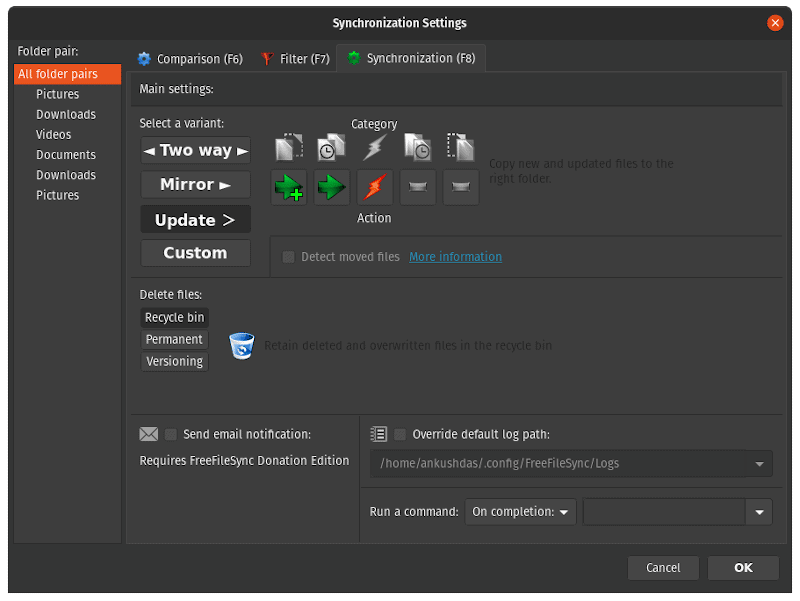 Synchronization Settings
Folder pair:
All folder pairs
Pictures
Downloads
Videos
Documents
Downloads
Pictures
Comparison (F6)
Filter (F7)
Synchronization (F8)
Main settings:
Select a variant:
◄ Two way ►
Mirror ►
Update >
Custom
Category
Action
Copy new and updated files to the
right folder.
Detect moved files
More information
Delete files:
Recycle bin
Permanent
Versioning
Retain deleted and overwritten files in the recycle bin
Send email notification:
Requires FreeFileSync Donation Edition
Override default log path:
/home/ankushdas/.config/FreeFileSync/Logs
Run a command:
On completion:
Cancel
OK